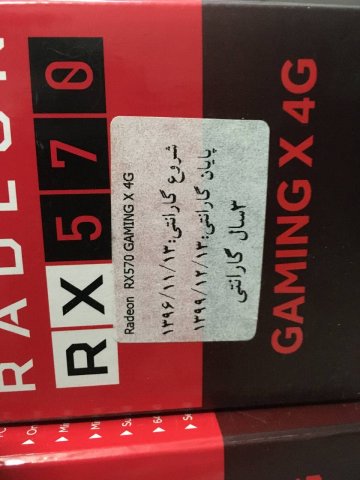 RADEON
RX 570
Radeon RX570 GAMING X 4G
شروع گارانتی:۱۳۹۶/۱۱/۱۳
پایان گارانتی:۱۳۹۹/۱۲/۱۳
۳سال گارانتی
GAMING X 4G